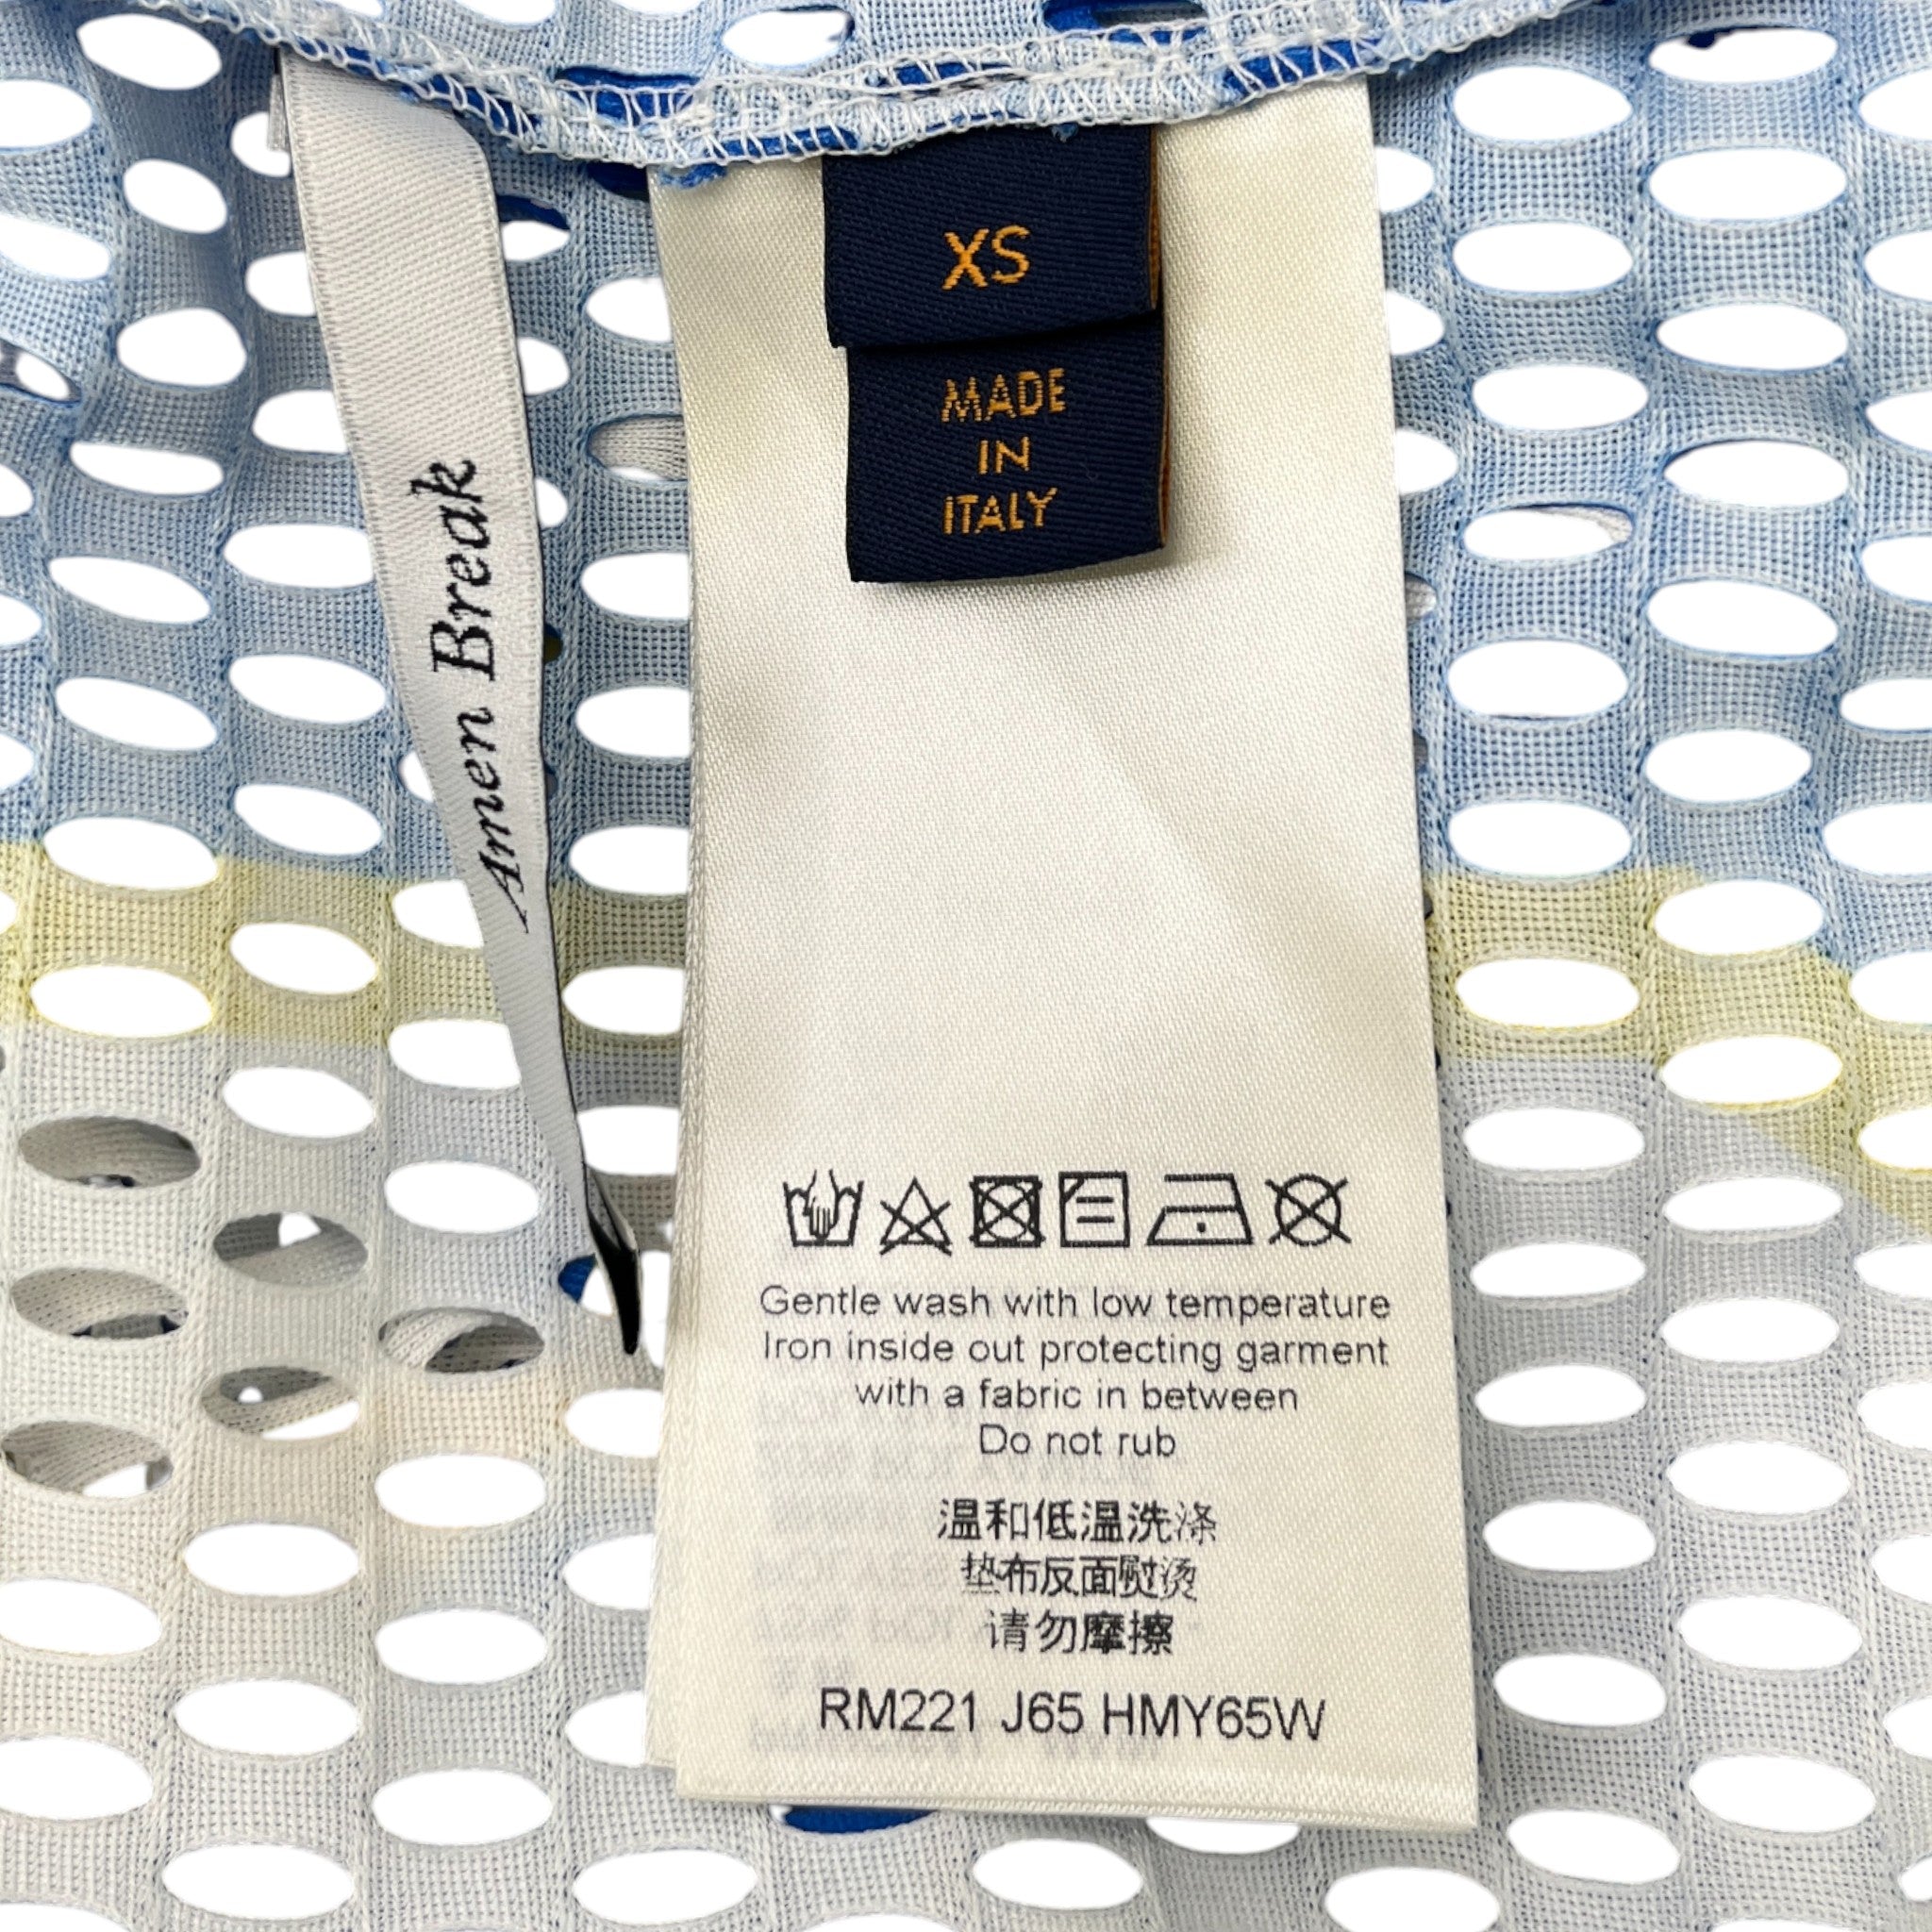 Amen Break
XS
MADE
IN
ITALY
Gentle wash with low temperature
Iron inside out protecting garment
with a fabric in between
Do not rub
温和低温洗涤
垫布反面熨烫
请勿摩擦
RM221 J65 HMY65W